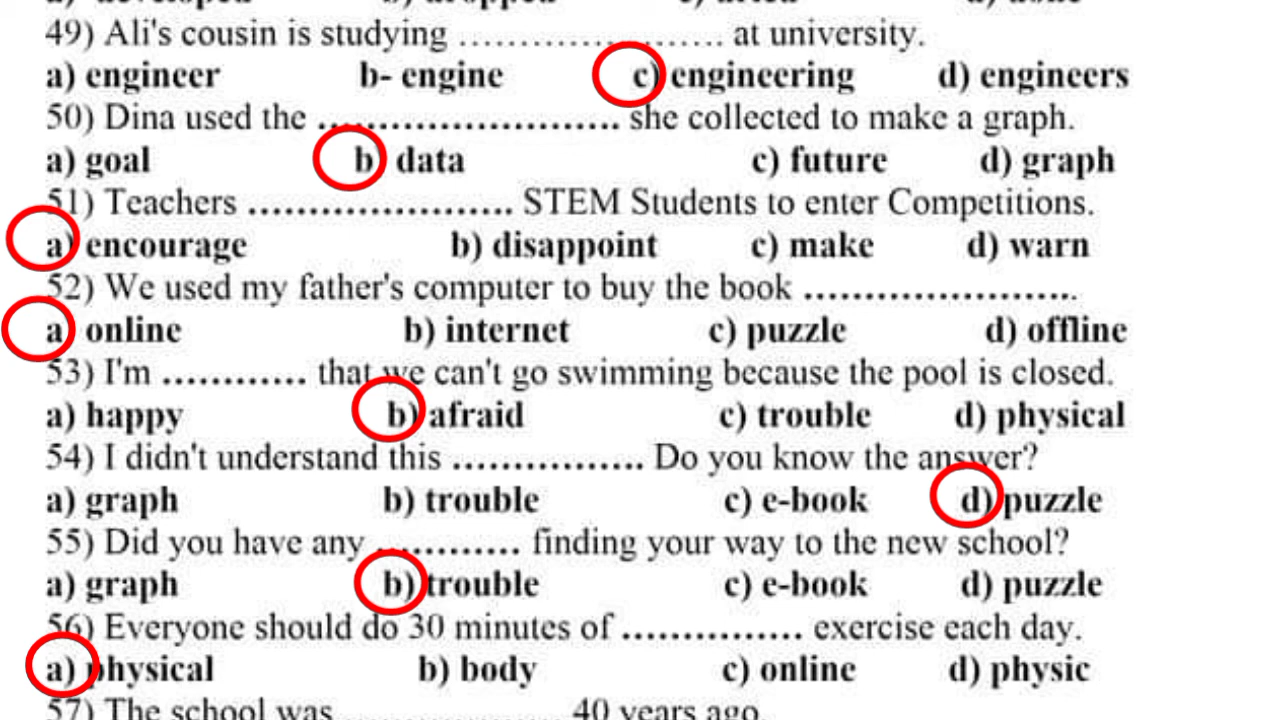 49) Ali's cousin is studying ........................ at university.
a) engineer b- engine c) engineering d) engineers
50) Dina used the .......................... she collected to make a graph.
a) goal b) data c) future d) graph
51) Teachers ....................... STEM Students to enter Competitions.
a) encourage b) disappoint c) make d) warn
52) We used my father's computer to buy the book ........................
a) online b) internet c) puzzle d) offline
53) I'm ............ that we can't go swimming because the pool is closed.
a) happy b) afraid c) trouble d) physical
54) I didn't understand this ................ Do you know the answer?
a) graph b) trouble c) e-book d) puzzle
55) Did you have any ............ finding your way to the new school?
a) graph b) trouble c) e-book d) puzzle
56) Everyone should do 30 minutes of ............... exercise each day.
a) physical b) body c) online d) physic
57) The school was .................... 40 years ago.